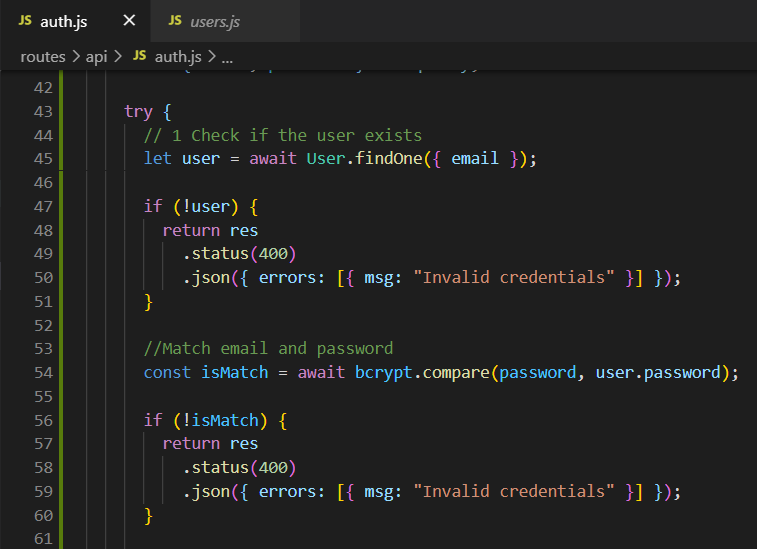 JS auth.js × JS users.js
routes > api > JS auth.js > ...
42
43 try {
44 // 1 Check if the user exists
45 let user = await User.findOne({ email });
46
47 if (!user) {
48 return res
49 .status(400)
50 .json({ errors: [{ msg: "Invalid credentials" }] });
51 }
52
53 //Match email and password
54 const isMatch = await bcrypt.compare(password, user.password);
55
56 if (!isMatch) {
57 return res
58 .status(400)
59 .json({ errors: [{ msg: "Invalid credentials" }] });
60 }
61